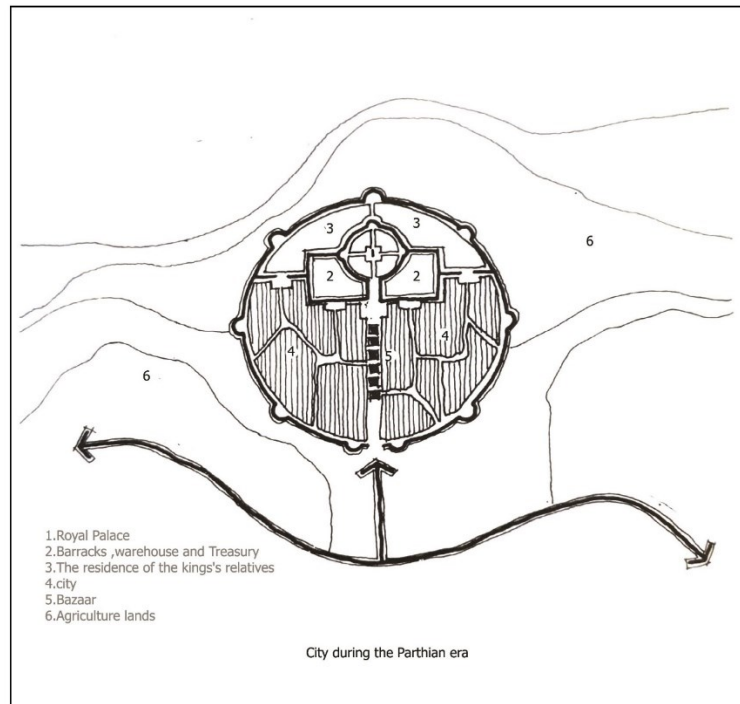 3
3
6
1
2
2
4
5
4
6
1.Royal Palace
2.Barracks ,warehouse and Treasury
3.The residence of the kings's relatives
4.city
5.Bazaar
6.Agriculture lands
City during the Parthian era